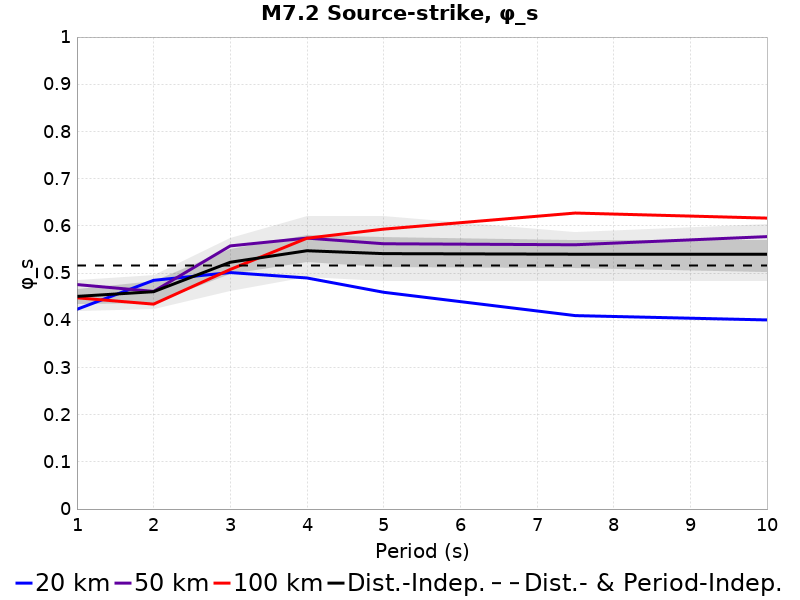 M7.2 Source-strike, φ_s
1
0.9
0.8
0.7
0.6
0.5
0.4
0.3
0.2
0.1
0
φ_s
1 2 3 4 5 6 7 8 9 10
Period (s)
20 km 50 km 100 km Dist.-Indep. Dist.- & Period-Indep.